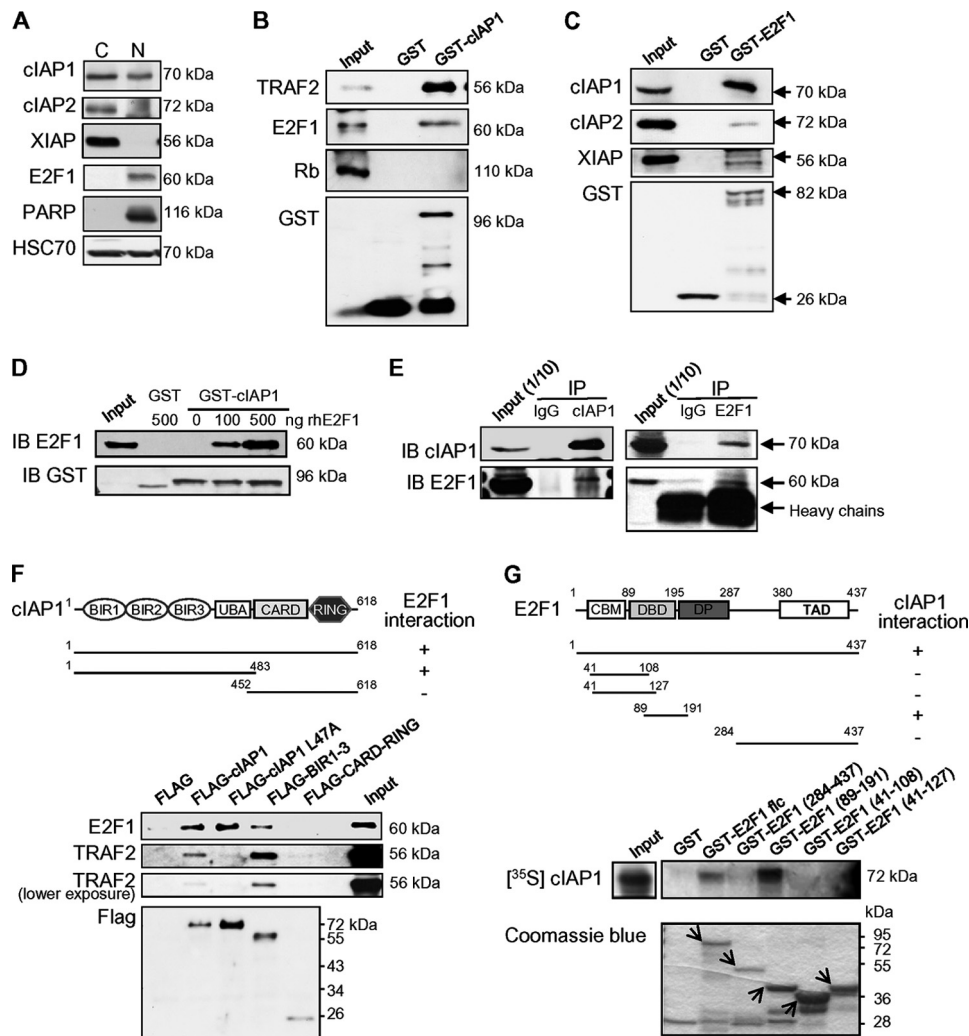 A
C N
cIAP1 70 kDa
cIAP2 72 kDa
XIAP 56 kDa
E2F1 60 kDa
PARP 116 kDa
HSC70 70 kDa
B
Input GST GST-cIAP1
TRAF2 56 kDa
E2F1 60 kDa
Rb 110 kDa
GST 96 kDa
C
Input GST GST-E2F1
cIAP1 70 kDa
cIAP2 72 kDa
XIAP 56 kDa
GST 82 kDa
26 kDa
D
Input GST GST-cIAP1
500 0 100 500 ng rhE2F1
IB E2F1 60 kDa
IB GST 96 kDa
E
Input (1/10) IP Input (1/10) IP
IgG cIAP1 IgG E2F1
IB cIAP1 70 kDa
IB E2F1 60 kDa
Heavy chains
F
cIAP1 1 BIR1 BIR2 BIR3 UBA CARD RING 618
E2F1 interaction
1 618 +
1 483 +
452 618 -
FLAG FLAG-cIAP1 FLAG-cIAP1 L47A FLAG-BIR1-3 FLAG-CARD-RING Input
E2F1 60 kDa
TRAF2 56 kDa
TRAF2 56 kDa
(lower exposure)
Flag
72 kDa
55
43
34
26
G
1 89 195 287 380 437
E2F1 CBM DBD DP TAD
cIAP1 interaction
1 437 +
41 108 -
41 127 -
89 191 +
284 437 -
Input GST GST-E2F1 flc GST-E2F1 (284-437) GST-E2F1 (89-191) GST-E2F1 (41-108) GST-E2F1 (41-127)
[35S] cIAP1 72 kDa
kDa
Coomassie blue
95
72
55
36
28